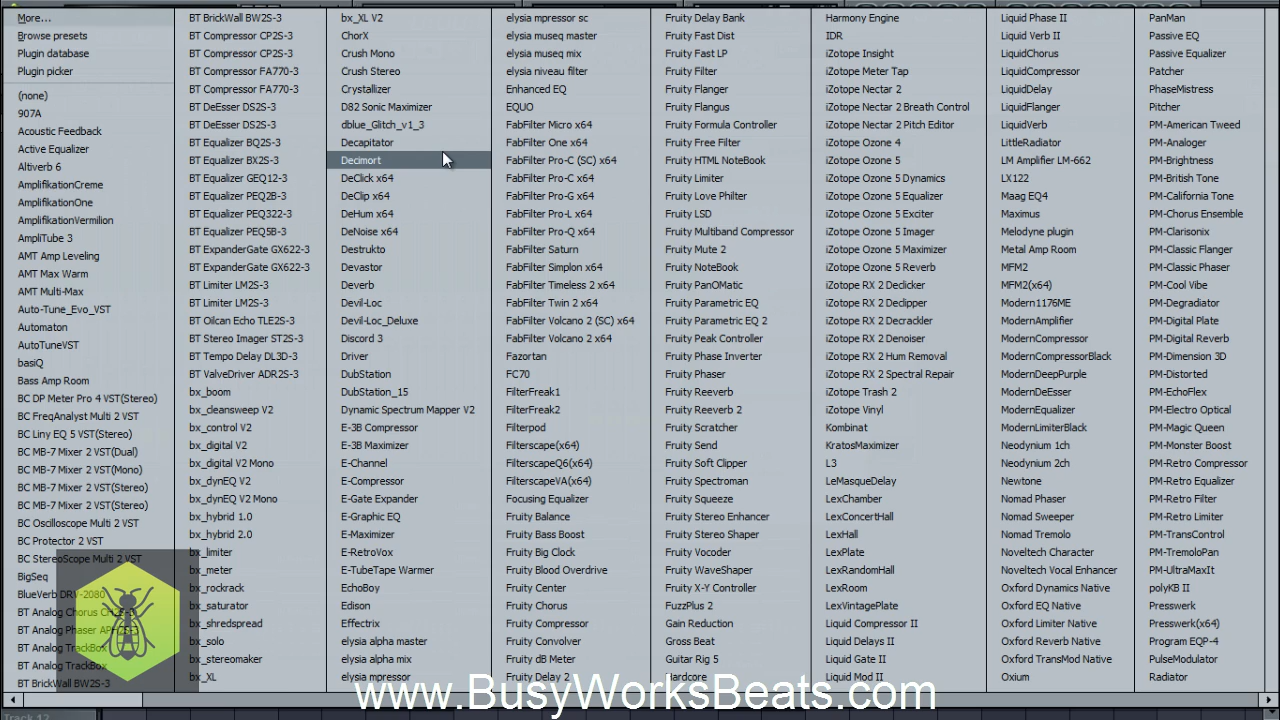 More...
Browse presets
Plugin database
Plugin picker
(none)
907A
Acoustic Feedback
Active Equalizer
Altiverb 6
AmplifikationCreme
AmplifikationOne
AmplifikationVermilion
AmpliTube 3
AMT Amp Leveling
AMT Max Warm
AMT Multi-Max
Auto-Tune_Evo_VST
Automaton
AutoTuneVST
basiQ
Bass Amp Room
BC DP Meter Pro 4 VST(Stereo)
BC FreqAnalyst Multi 2 VST
BC Liny EQ 5 VST(Stereo)
BC MB-7 Mixer 2 VST(Dual)
BC MB-7 Mixer 2 VST(Mono)
BC MB-7 Mixer 2 VST(Stereo)
BC MB-7 Mixer 2 VST(Stereo)
BC Oscilloscope Multi 2 VST
BC Protector 2 VST
BC StereoScope Multi 2 VST
BigSeq
BlueVerb DRV-2080
BT Analog Chorus CH2S-3
BT Analog Phaser APH2S-3
BT Analog TrackBox
BT Analog TrackBox
BT BrickWall BW2S-3
BT BrickWall BW2S-3
BT Compressor CP2S-3
BT Compressor CP2S-3
BT Compressor FA770-3
BT Compressor FA770-3
BT DeEsser DS2S-3
BT DeEsser DS2S-3
BT Equalizer BQ2S-3
BT Equalizer BX2S-3
BT Equalizer GEQ12-3
BT Equalizer PEQ2B-3
BT Equalizer PEQ322-3
BT Equalizer PEQ5B-3
BT ExpanderGate GX622-3
BT ExpanderGate GX622-3
BT Limiter LM2S-3
BT Limiter LM2S-3
BT Oilcan Echo TLE2S-3
BT Stereo Imager ST2S-3
BT Tempo Delay DL3D-3
BT ValveDriver ADR2S-3
bx_boom
bx_cleansweep V2
bx_control V2
bx_digital V2
bx_digital V2 Mono
bx_dynEQ V2
bx_dynEQ V2 Mono
bx_hybrid 1.0
bx_hybrid 2.0
bx_limiter
bx_meter
bx_rockrack
bx_saturator
bx_shredspread
bx_solo
bx_stereomaker
bx_XL
bx_XL V2
ChorX
Crush Mono
Crush Stereo
Crystallizer
D82 Sonic Maximizer
dblue_Glitch_v1_3
Decapitator
Decimort
DeClick x64
DeClip x64
DeHum x64
DeNoise x64
Destrukto
Devastor
Deverb
Devil-Loc
Devil-Loc_Deluxe
Discord 3
Driver
DubStation
DubStation_15
Dynamic Spectrum Mapper V2
E-3B Compressor
E-3B Maximizer
E-Channel
E-Compressor
E-Gate Expander
E-Graphic EQ
E-Maximizer
E-RetroVox
E-TubeTape Warmer
EchoBoy
Edison
Effectrix
elysia alpha master
elysia alpha mix
elysia mpressor
elysia mpressor sc
elysia museq master
elysia museq mix
elysia niveau filter
Enhanced EQ
EQUO
FabFilter Micro x64
FabFilter One x64
FabFilter Pro-C (SC) x64
FabFilter Pro-C x64
FabFilter Pro-G x64
FabFilter Pro-L x64
FabFilter Pro-Q x64
FabFilter Saturn
FabFilter Simplon x64
FabFilter Timeless 2 x64
FabFilter Twin 2 x64
FabFilter Volcano 2 (SC) x64
FabFilter Volcano 2 x64
Fazortan
FC70
FilterFreak1
FilterFreak2
Filterpod
Filterscape(x64)
FilterscapeQ6(x64)
FilterscapeVA(x64)
Focusing Equalizer
Fruity Balance
Fruity Bass Boost
Fruity Big Clock
Fruity Blood Overdrive
Fruity Center
Fruity Chorus
Fruity Compressor
Fruity Convolver
Fruity dB Meter
Fruity Delay 2
Fruity Delay Bank
Fruity Fast Dist
Fruity Fast LP
Fruity Filter
Fruity Flanger
Fruity Flangus
Fruity Formula Controller
Fruity Free Filter
Fruity HTML NoteBook
Fruity Limiter
Fruity Love Philter
Fruity LSD
Fruity Multiband Compressor
Fruity Mute 2
Fruity NoteBook
Fruity PanOMatic
Fruity Parametric EQ
Fruity Parametric EQ 2
Fruity Peak Controller
Fruity Phase Inverter
Fruity Phaser
Fruity Reeverb
Fruity Reeverb 2
Fruity Scratcher
Fruity Send
Fruity Soft Clipper
Fruity Spectroman
Fruity Squeeze
Fruity Stereo Enhancer
Fruity Stereo Shaper
Fruity Vocoder
Fruity WaveShaper
Fruity X-Y Controller
FuzzPlus 2
Gain Reduction
Gross Beat
Guitar Rig 5
Hardcore
Harmony Engine
IDR
iZotope Insight
iZotope Meter Tap
iZotope Nectar 2
iZotope Nectar 2 Breath Control
iZotope Nectar 2 Pitch Editor
iZotope Ozone 4
iZotope Ozone 5
iZotope Ozone 5 Dynamics
iZotope Ozone 5 Equalizer
iZotope Ozone 5 Exciter
iZotope Ozone 5 Imager
iZotope Ozone 5 Maximizer
iZotope Ozone 5 Reverb
iZotope RX 2 Declicker
iZotope RX 2 Declipper
iZotope RX 2 Decrackler
iZotope RX 2 Denoiser
iZotope RX 2 Hum Removal
iZotope RX 2 Spectral Repair
iZotope Trash 2
iZotope Vinyl
Kombinat
KratosMaximizer
L3
LeMasqueDelay
LexChamber
LexConcertHall
LexHall
LexPlate
LexRandomHall
LexRoom
LexVintagePlate
Liquid Compressor II
Liquid Delays II
Liquid Gate II
Liquid Mod II
Liquid Phase II
Liquid Verb II
LiquidChorus
LiquidCompressor
LiquidDelay
LiquidFlanger
LiquidVerb
LittleRadiator
LM Amplifier LM-662
LX122
Maag EQ4
Maximus
Melodyne plugin
Metal Amp Room
MFM2
MFM2(x64)
Modern1176ME
ModernAmplifier
ModernCompressor
ModernCompressorBlack
ModernDeepPurple
ModernDeEsser
ModernEqualizer
ModernLimiterBlack
Neodynium 1ch
Neodynium 2ch
Newtone
Nomad Phaser
Nomad Sweeper
Nomad Tremolo
Noveltech Character
Noveltech Vocal Enhancer
Oxford Dynamics Native
Oxford EQ Native
Oxford Limiter Native
Oxford Reverb Native
Oxford TransMod Native
Oxium
PanMan
Passive EQ
Passive Equalizer
Patcher
PhaseMistress
Pitcher
PM-American Tweed
PM-Analoger
PM-Brightness
PM-British Tone
PM-California Tone
PM-Chorus Ensemble
PM-Clarisonix
PM-Classic Flanger
PM-Classic Phaser
PM-Cool Vibe
PM-Degradiator
PM-Digital Plate
PM-Digital Reverb
PM-Dimension 3D
PM-Distorted
PM-EchoFlex
PM-Electro Optical
PM-Magic Queen
PM-Monster Boost
PM-Retro Compressor
PM-Retro Equalizer
PM-Retro Filter
PM-Retro Limiter
PM-TransControl
PM-TremoloPan
PM-UltraMaxIt
polyKB II
Presswerk
Presswerk(x64)
Program EQP-4
PulseModulator
Radiator
www.BusyWorksBeats.com
Track 12